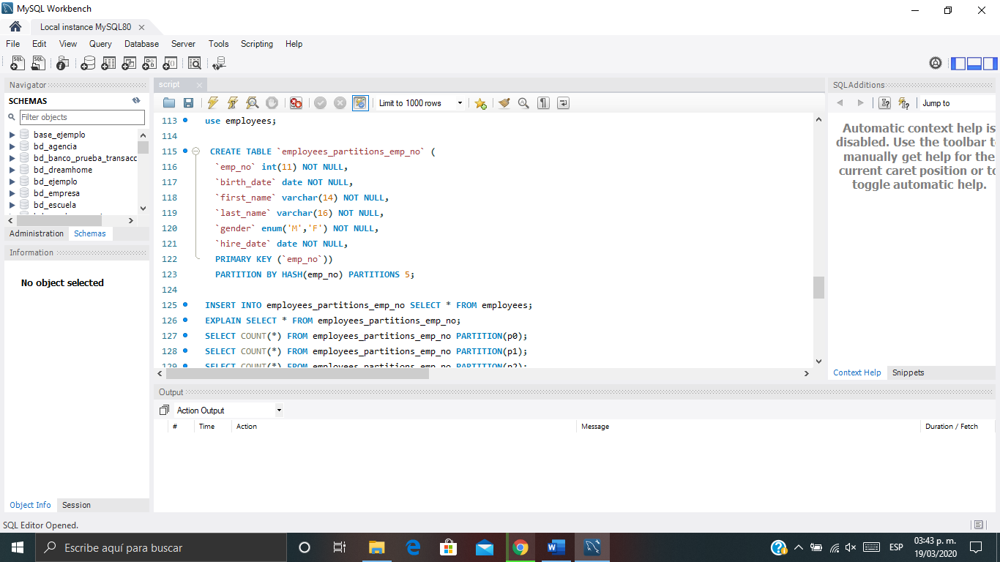 MySQL Workbench
Local instance MySQL80
File Edit View Query Database Server Tools Scripting Help
Navigator
SCHEMAS
Filter objects
base_ejemplo
bd_agencia
bd_banco_prueba_transacc
bd_dreamhome
bd_ejemplo
bd_empresa
bd_escuela
Administration Schemas
Information
No object selected
Object Info Session
script
Limit to 1000 rows
113 use employees;
114
115 CREATE TABLE `employees_partitions_emp_no` (
116 `emp_no` int(11) NOT NULL,
117 `birth_date` date NOT NULL,
118 `first_name` varchar(14) NOT NULL,
119 `last_name` varchar(16) NOT NULL,
120 `gender` enum('M','F') NOT NULL,
121 `hire_date` date NOT NULL,
122 PRIMARY KEY (`emp_no`))
123 PARTITION BY HASH(emp_no) PARTITIONS 5;
124
125 INSERT INTO employees_partitions_emp_no SELECT * FROM employees;
126 EXPLAIN SELECT * FROM employees_partitions_emp_no;
127 SELECT COUNT(*) FROM employees_partitions_emp_no PARTITION(p0);
128 SELECT COUNT(*) FROM employees_partitions_emp_no PARTITION(p1);
129 SELECT COUNT(*) FROM employees_partitions_emp_no PARTITION(p2);
SQL Additions
Jump to
Automatic context help is
disabled. Use the toolbar t
manually get help for the
current caret position or to
toggle automatic help.
Context Help Snippets
Output
Action Output
# Time Action Message Duration / Fetch
SQL Editor Opened.
Escribe aquí para buscar
ESP
03:43 p. m.
19/03/2020